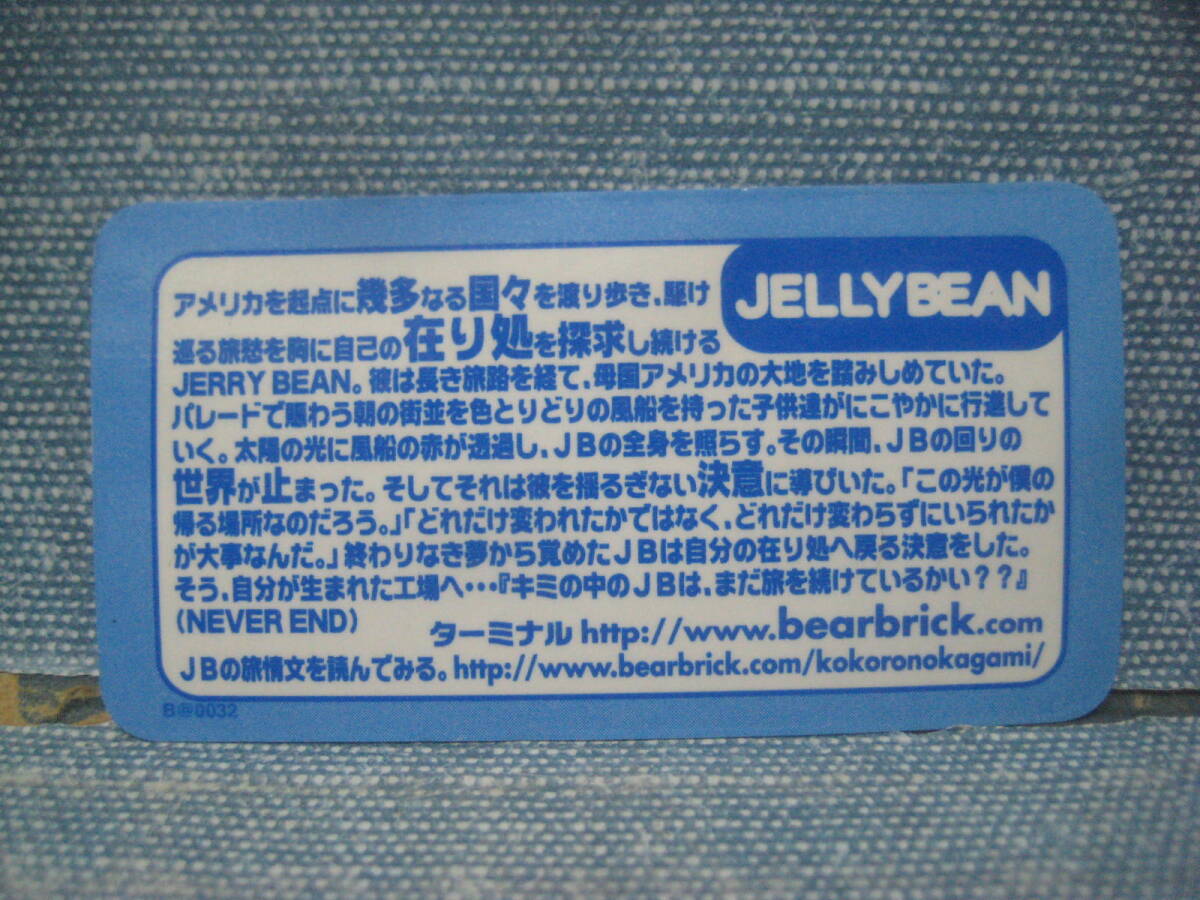 JELLYBEAN
アメリカを起点に幾多なる国々を渡り歩き、駆け
巡る旅愁を胸に自己の在り処を探求し続ける
JERRY BEAN。彼は長き旅路を経て、母国アメリカの大地を踏みしめていた。
パレードで賑わう朝の街並を色とりどりの風船を持った子供達がにこやかに行進して
いく。太陽の光に風船の赤が透過し、JBの全身を照らす。その瞬間、JBの回りの
世界が止まった。そしてそれは彼を揺るぎない決意に導びいた。「この光が僕の
帰る場所なのだろう。」「どれだけ変われたかではなく、どれだけ変わらずにいられたか
が大事なんだ。」終わりなき夢から覚めたJBは自分の在り処へ戻る決意をした。
そう、自分が生まれた工場へ・・・『キミの中のJBは、まだ旅を続けているかい??』
(NEVER END) ターミナル http://www.bearbrick.com
JBの旅情文を読んでみる。http://www.bearbrick.com/kokoronokagami/
B@0032